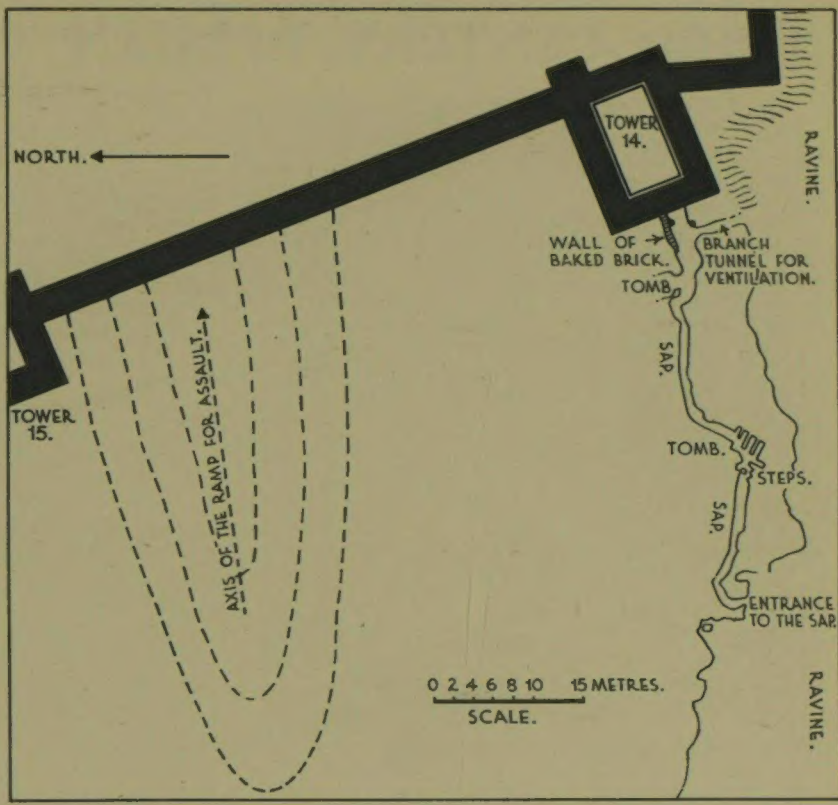 NORTH.
TOWER
14.
RAVINE.
WALL OF
BAKED BRICK.
BRANCH
TUNNEL FOR
VENTILATION.
TOMB.
SAP.
AXIS OF THE RAMP FOR ASSAULT.
TOWER
15.
TOMB.
STEPS.
SAP.
ENTRANCE
TO THE SAP.
0 2 4 6 8 10 15 METRES.
SCALE.
RAVINE.